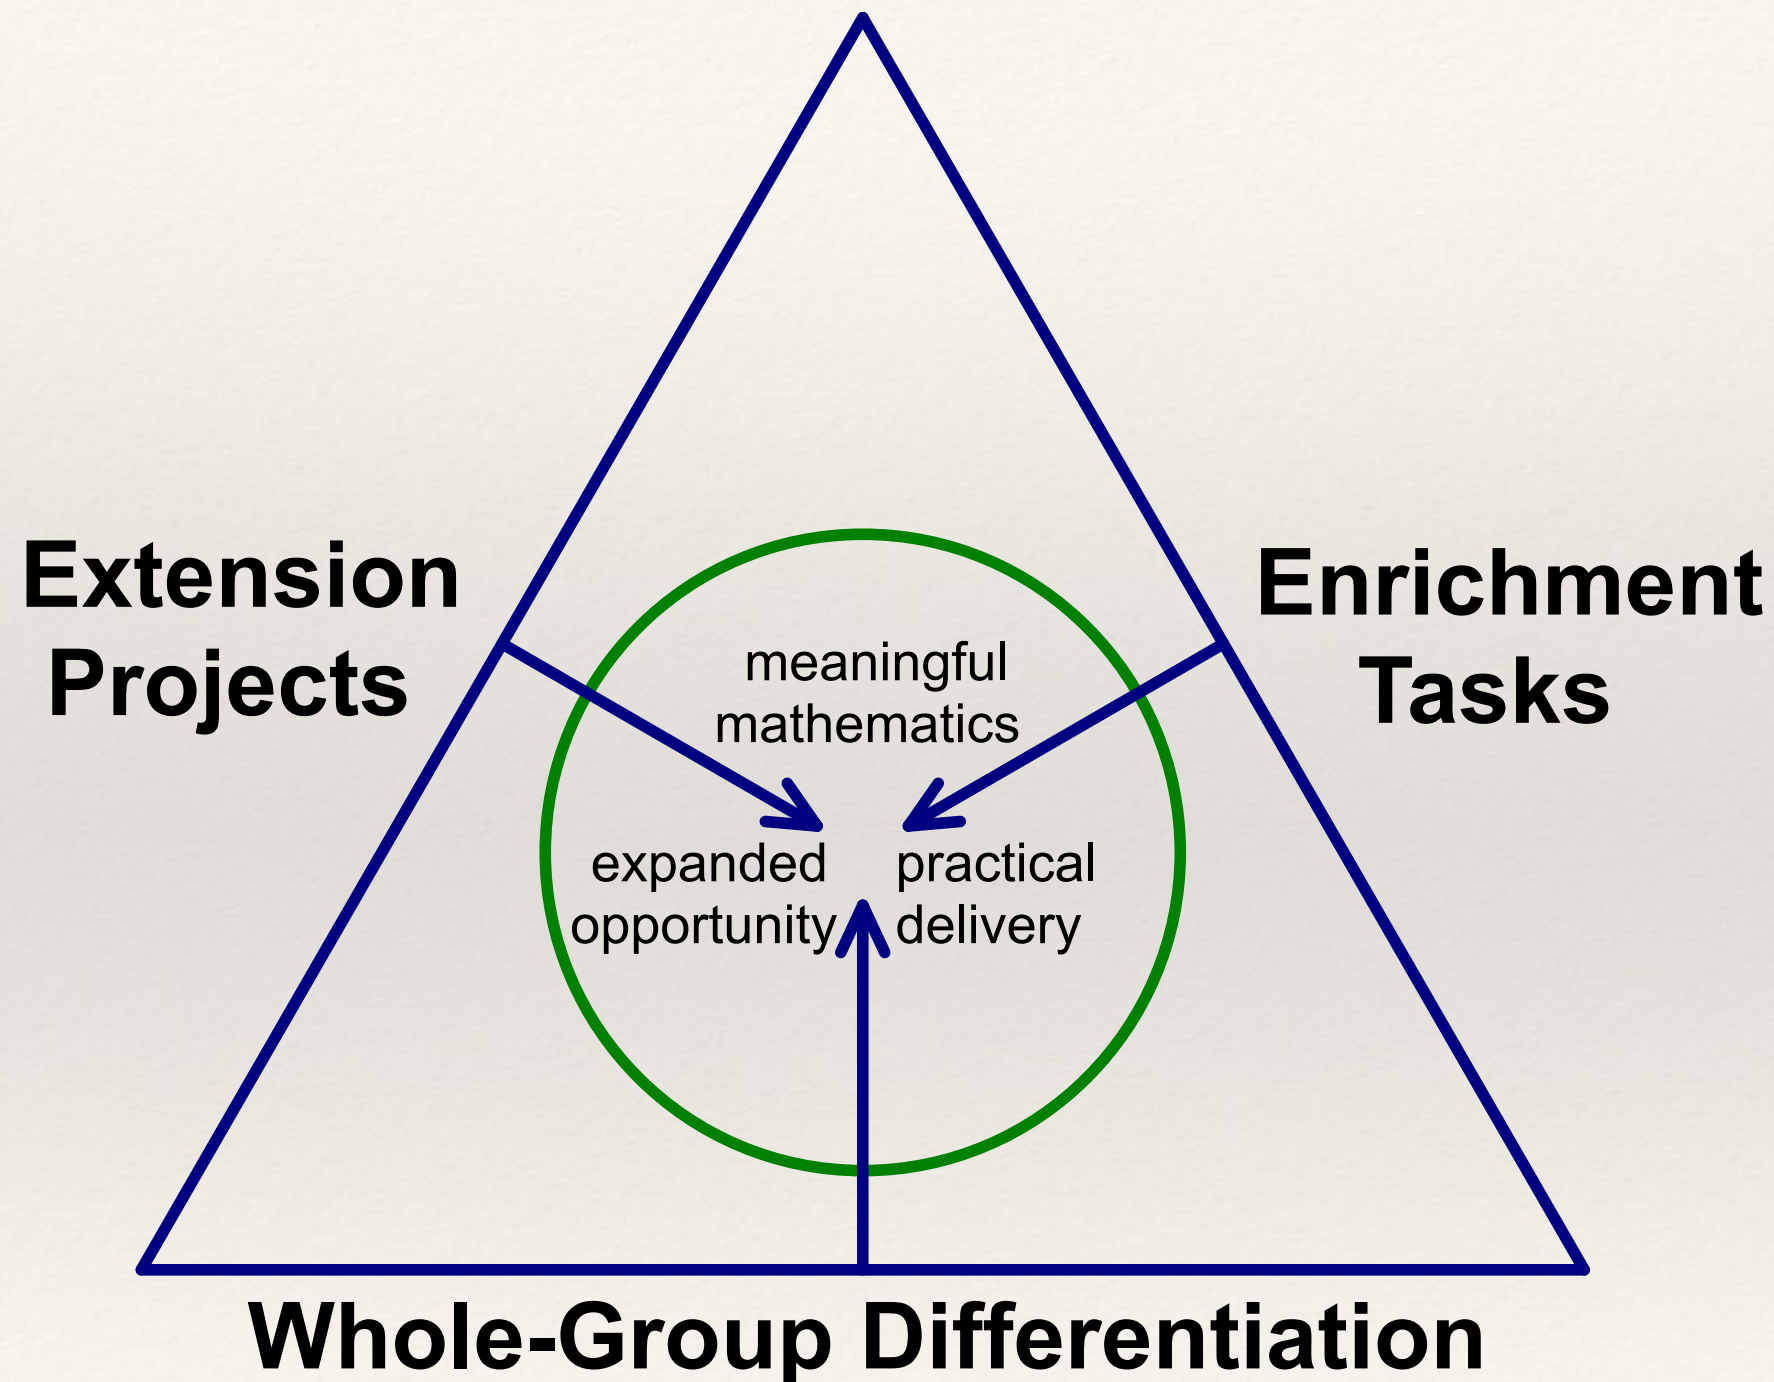 Extension
Projects
Enrichment
Tasks
meaningful
mathematics
expanded
opportunity
practical
delivery
Whole-Group Differentiation